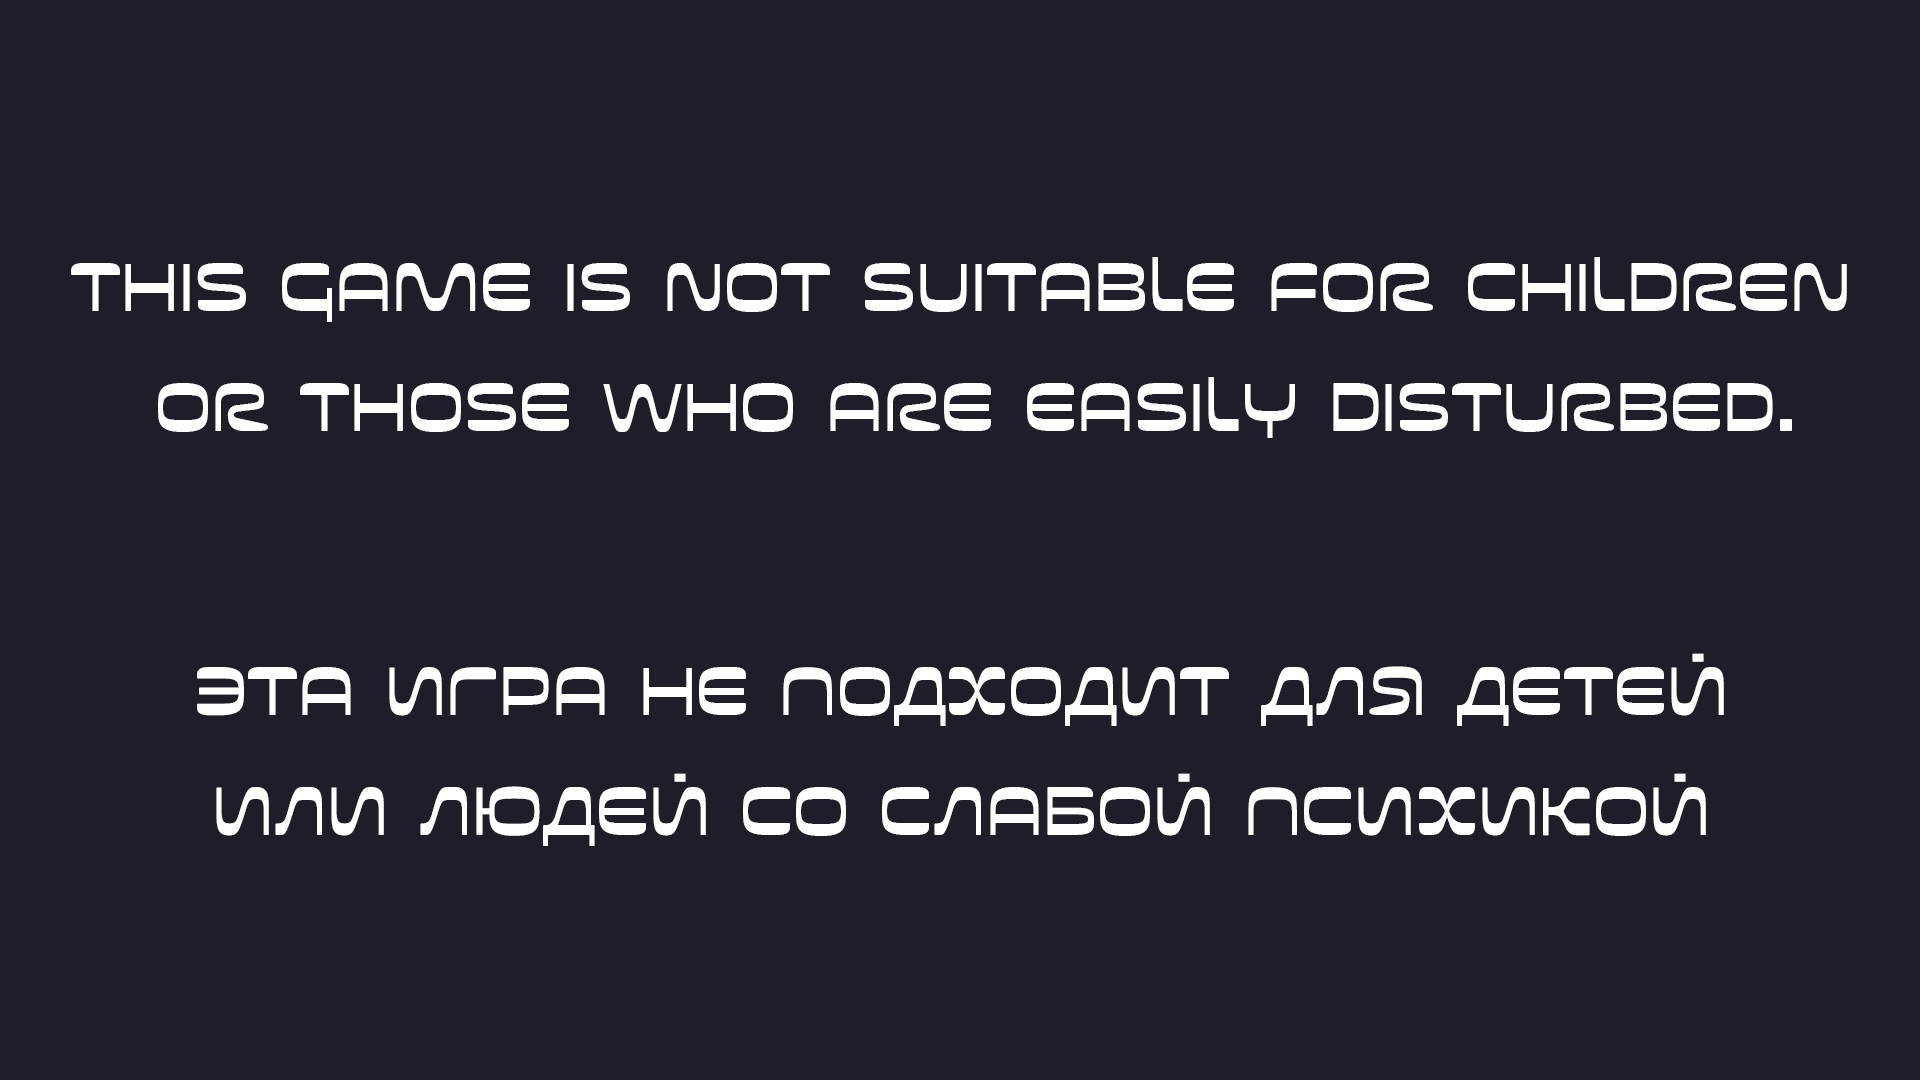 THIS GAME IS NOT SUITABLE FOR CHILDREN
OR THOSE WHO ARE EASILY DISTURBED.
ЭТА ИГРА НЕ ПОДХОДИТ ДЛЯ ДЕТЕЙ
ИЛИ ЛЮДЕЙ СО СЛАБОЙ ПСИХИКОЙ